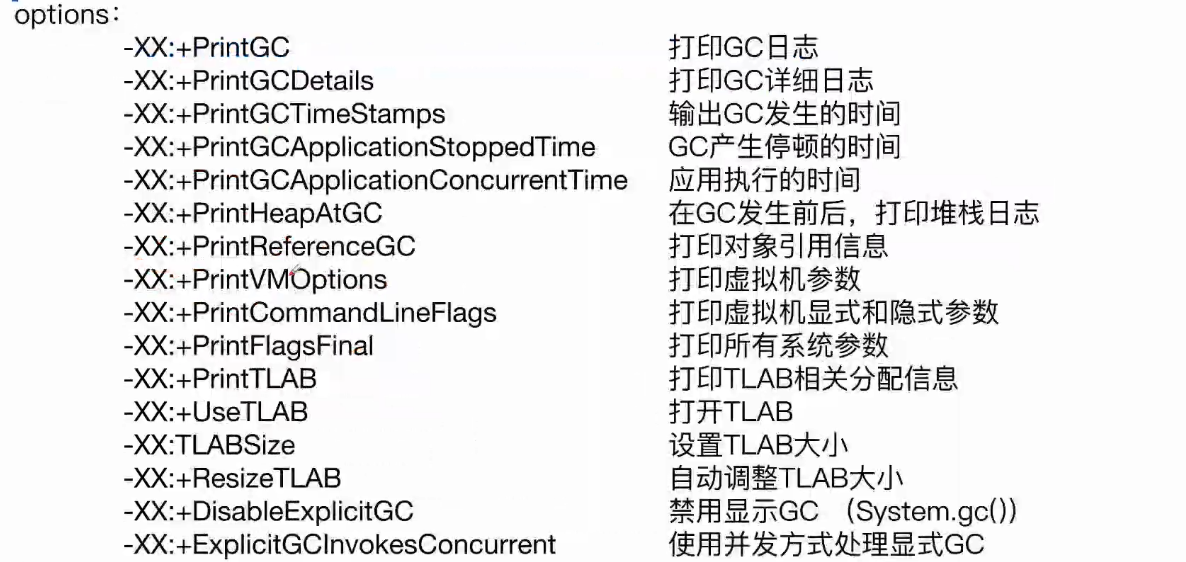 options：
-XX:+PrintGC 打印GC日志
-XX:+PrintGCDetails 打印GC详细日志
-XX:+PrintGCTimeStamps 输出GC发生的时间
-XX:+PrintGCApplicationStoppedTime GC产生停顿的时间
-XX:+PrintGCApplicationConcurrentTime 应用执行的时间
-XX:+PrintHeapAtGC 在GC发生前后，打印堆栈日志
-XX:+PrintReferenceGC 打印对象引用信息
-XX:+PrintVMOptions 打印虚拟机参数
-XX:+PrintCommandLineFlags 打印虚拟机显式和隐式参数
-XX:+PrintFlagsFinal 打印所有系统参数
-XX:+PrintTLAB 打印TLAB相关分配信息
-XX:+UseTLAB 打开TLAB
-XX:TLABSize 设置TLAB大小
-XX:+ResizeTLAB 自动调整TLAB大小
-XX:+DisableExplicitGC 禁用显示GC （System.gc()）
-XX:+ExplicitGCInvokesConcurrent 使用并发方式处理显式GC